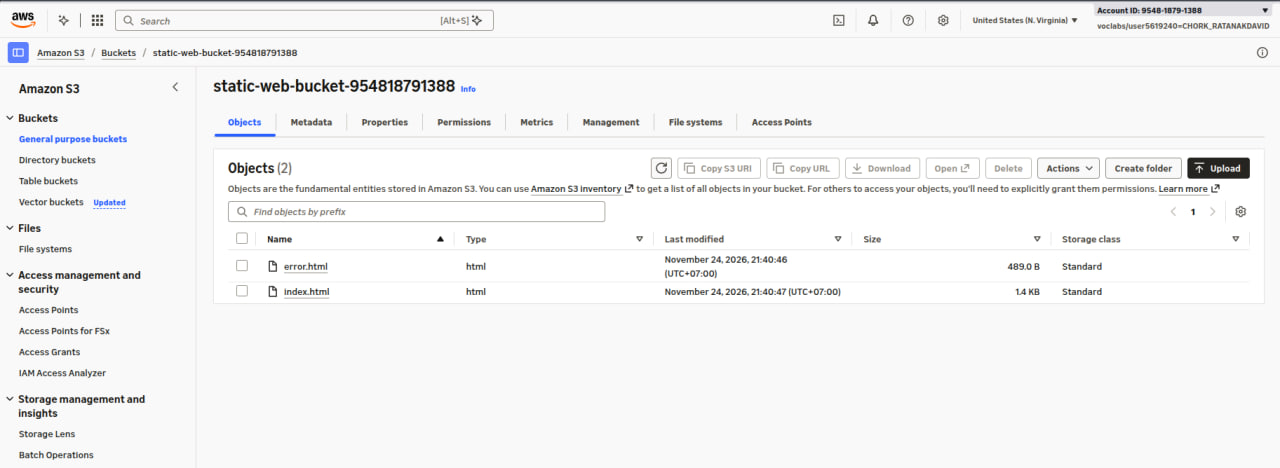 aws
Search [Alt+S]
United States (N. Virginia)
Account ID: 9548-1879-1388
voclabs/user5619240=CHORK_RATANAKDAVID
Amazon S3 / Buckets / static-web-bucket-954818791388
Amazon S3
Buckets
General purpose buckets
Directory buckets
Table buckets
Vector buckets Updated
Files
File systems
Access management and
security
Access Points
Access Points for FSx
Access Grants
IAM Access Analyzer
Storage management and
insights
Storage Lens
Batch Operations
static-web-bucket-954818791388 Info
Objects Metadata Properties Permissions Metrics Management File systems Access Points
Objects (2)
Copy S3 URI Copy URL Download Open Delete Actions Create folder Upload
Objects are the fundamental entities stored in Amazon S3. You can use Amazon S3 inventory to get a list of all objects in your bucket. For others to access your objects, you'll need to explicitly grant them permissions. Learn more
Find objects by prefix
1
Name Type Last modified Size Storage class
error.html html November 24, 2026, 21:40:46 (UTC+07:00) 489.0 B Standard
index.html html November 24, 2026, 21:40:47 (UTC+07:00) 1.4 KB Standard